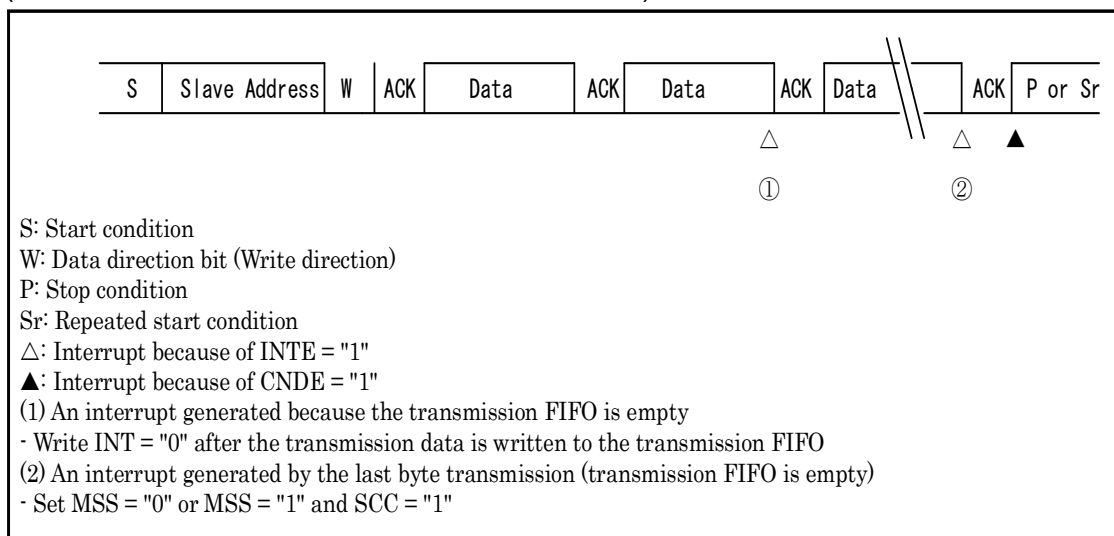 S Slave Address W ACK Data ACK Data ACK Data ACK P or Sr
△ △ ▲
① ②
S: Start condition
W: Data direction bit (Write direction)
P: Stop condition
Sr: Repeated start condition
△: Interrupt because of INTE = "1"
▲: Interrupt because of CNDE = "1"
(1) An interrupt generated because the transmission FIFO is empty
- Write INT = "0" after the transmission data is written to the transmission FIFO
(2) An interrupt generated by the last byte transmission (transmission FIFO is empty)
- Set MSS = "0" or MSS = "1" and SCC = "1"